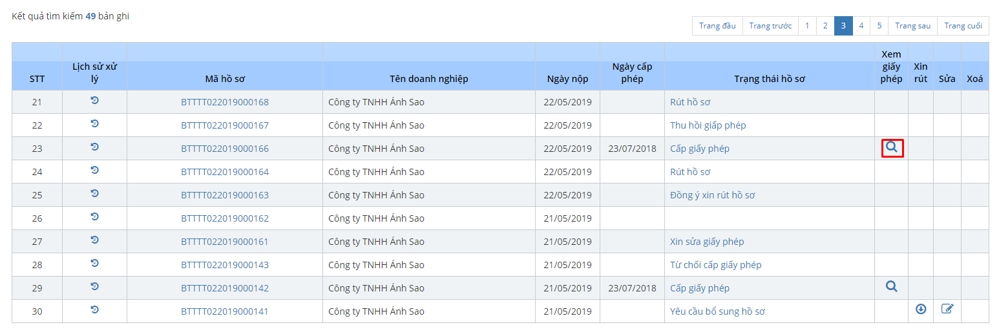 Kết quả tìm kiếm 49 bản ghi
Trang đầu Trang trước 1 2 3 4 5 Trang sau Trang cuối
STT Lịch sử xử lý Mã hồ sơ Tên doanh nghiệp Ngày nộp Ngày cấp phép Trạng thái hồ sơ Xem giấy phép Xin rút Sửa Xoá
21 BTTTT022019000168 Công ty TNHH Ánh Sao 22/05/2019 Rút hồ sơ
22 BTTTT022019000167 Công ty TNHH Ánh Sao 22/05/2019 Thu hồi giấp phép
23 BTTTT022019000166 Công ty TNHH Ánh Sao 22/05/2019 23/07/2018 Cấp giấy phép
24 BTTTT022019000164 Công ty TNHH Ánh Sao 22/05/2019 Rút hồ sơ
25 BTTTT022019000163 Công ty TNHH Ánh Sao 22/05/2019 Đồng ý xin rút hồ sơ
26 BTTTT022019000162 Công ty TNHH Ánh Sao 21/05/2019
27 BTTTT022019000161 Công ty TNHH Ánh Sao 21/05/2019 Xin sửa giấy phép
28 BTTTT022019000143 Công ty TNHH Ánh Sao 21/05/2019 Từ chối cấp giấy phép
29 BTTTT022019000142 Công ty TNHH Ánh Sao 21/05/2019 23/07/2018 Cấp giấy phép
30 BTTTT022019000141 Công ty TNHH Ánh Sao 21/05/2019 Yêu cầu bổ sung hồ sơ